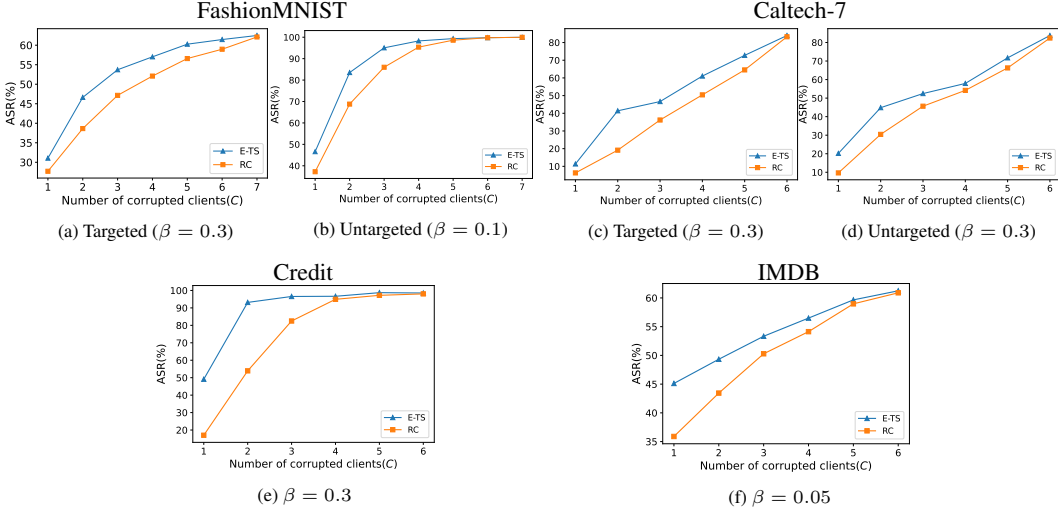 FashionMNIST
Caltech-7
ASR(%)
60
55
50
45
40
35
30
1 2 3 4 5 6 7
Number of corrupted clients(C)
E-TS
RC
(a) Targeted (β = 0.3)
ASR(%)
100
90
80
70
60
50
40
1 2 3 4 5 6 7
Number of corrupted clients(C)
E-TS
RC
(b) Untargeted (β = 0.1)
ASR(%)
80
70
60
50
40
30
20
10
1 2 3 4 5 6
Number of corrupted clients(C)
E-TS
RC
(c) Targeted (β = 0.3)
ASR(%)
80
70
60
50
40
30
20
10
1 2 3 4 5 6
Number of corrupted clients(C)
E-TS
RC
(d) Untargeted (β = 0.3)
Credit
ASR(%)
100
90
80
70
60
50
40
30
20
1 2 3 4 5 6
Number of corrupted clients(C)
E-TS
RC
(e) β = 0.3
IMDB
ASR(%)
60
55
50
45
40
35
1 2 3 4 5 6
Number of corrupted clients(C)
E-TS
RC
(f) β = 0.05